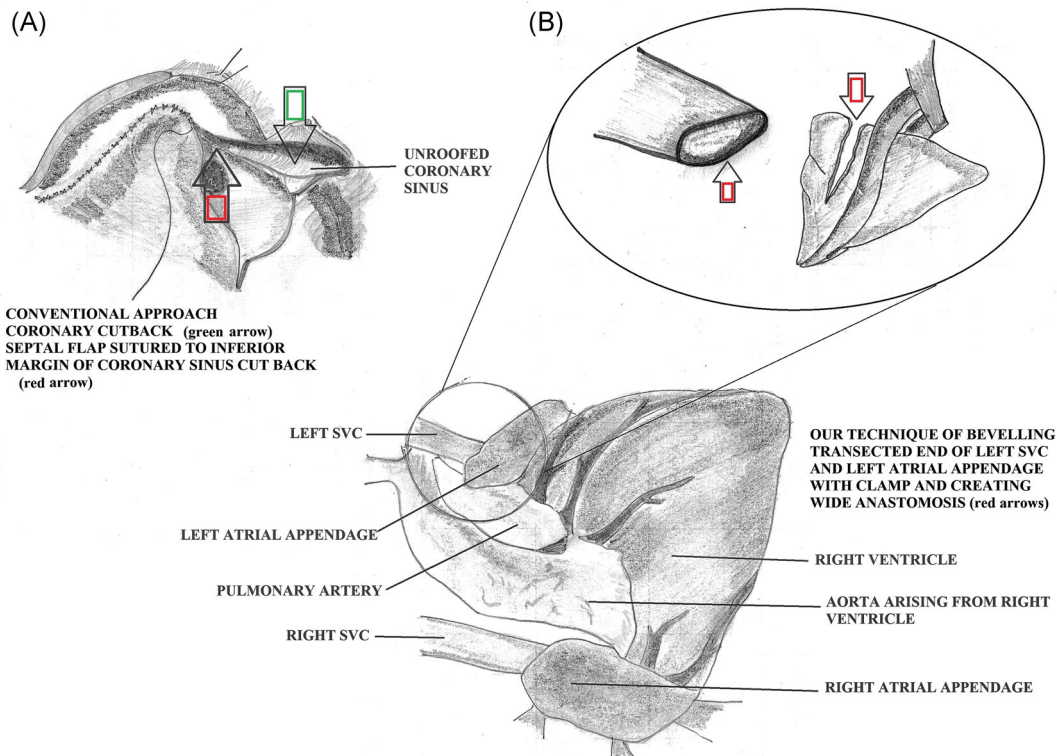 (A)
(B)
UNROOFED
CORONARY
SINUS
CONVENTIONAL APPROACH
CORONARY CUTBACK (green arrow)
SEPTAL FLAP SUTURED TO INFERIOR
MARGIN OF CORONARY SINUS CUT BACK
(red arrow)
LEFT SVC
LEFT ATRIAL APPENDAGE
PULMONARY ARTERY
RIGHT SVC
OUR TECHNIQUE OF BEVELLING
TRANSECTED END OF LEFT SVC
AND LEFT ATRIAL APPENDAGE
WITH CLAMP AND CREATING
WIDE ANASTOMOSIS (red arrows)
RIGHT VENTRICLE
AORTA ARISING FROM RIGHT
VENTRICLE
RIGHT ATRIAL APPENDAGE